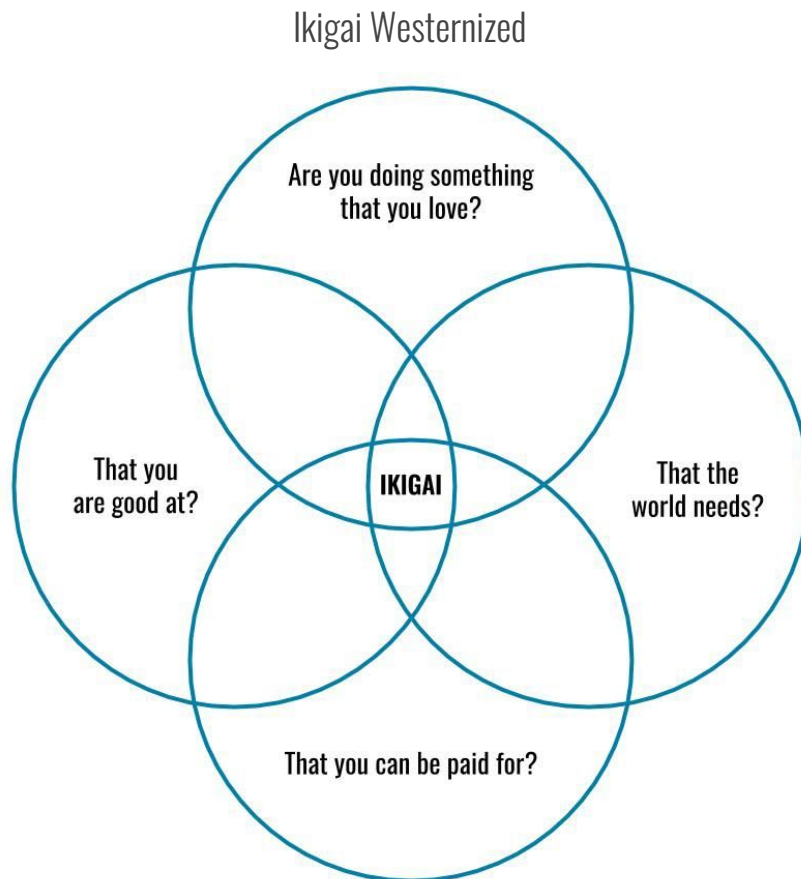 Ikigai Westernized
Are you doing something
that you love?
That you
are good at?
IKIGAI
That the
world needs?
That you can be paid for?